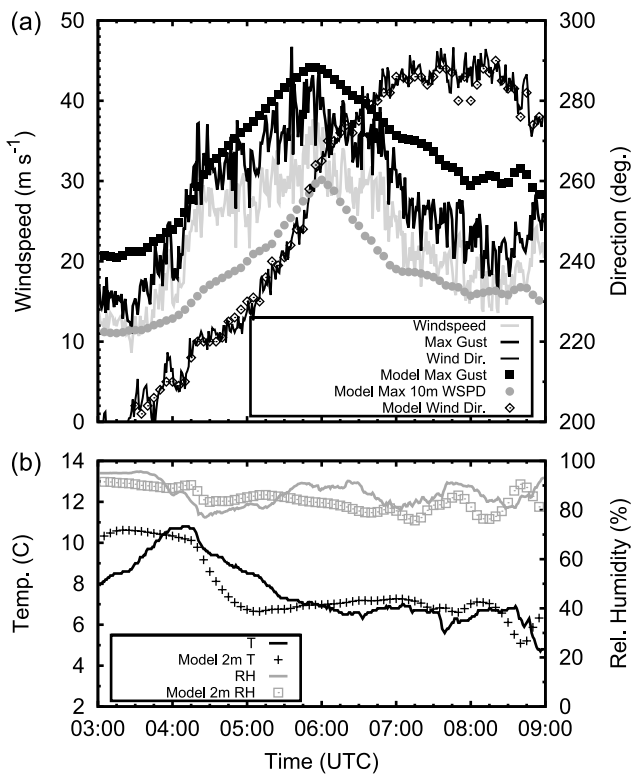 (a)
50
40
30
20
10
0
Windspeed (m s⁻¹)
300
280
260
240
220
200
Direction (deg.)
Windspeed
Max Gust
Wind Dir.
Model Max Gust
Model Max 10m WSPD
Model Wind Dir.
(b)
14
12
10
8
6
4
2
Temp. (C)
100
80
60
40
20
0
Rel. Humidity (%)
T
Model 2m T
RH
Model 2m RH
03:00 04:00 05:00 06:00 07:00 08:00 09:00
Time (UTC)